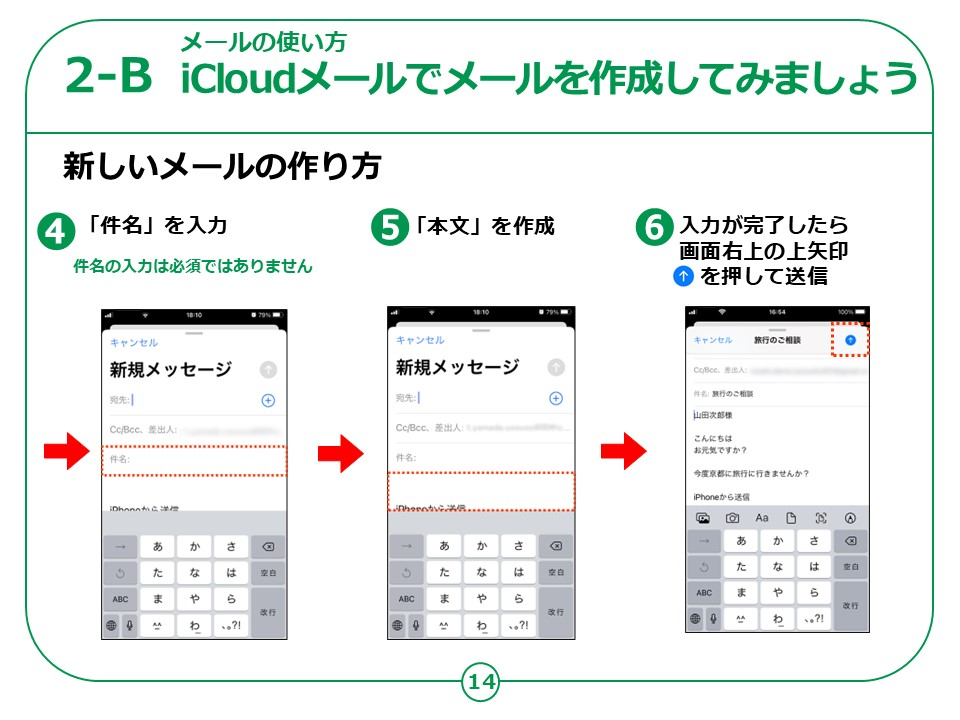 メールの使い方
2-B iCloudメールでメールを作成してみましょう
新しいメールの作り方
4 「件名」を入力
件名の入力は必須ではありません
5 「本文」を作成
6 入力が完了したら
画面右上の上矢印
を押して送信
18:10 79%
キャンセル
新規メッセージ
宛先:
Cc/Bcc、差出人:
件名:
iPhoneから送信
→ あ か さ
た な は 空白
ABC ま や ら 改行
^^ わ 、。?!
18:10 79%
キャンセル
新規メッセージ
宛先:
Cc/Bcc、差出人:
件名:
iPhoneから送信
→ あ か さ
た な は 空白
ABC ま や ら 改行
^^ わ 、。?!
16:54 100%
キャンセル 旅行のご相談
Cc/Bcc、差出人:
件名: 旅行のご相談
山田次郎様
こんにちは
お元気ですか?
今度京都に旅行に行きませんか?
iPhoneから送信
Aa
→ あ か さ
た な は 空白
ABC ま や ら 改行
^^ わ 、。?!
14